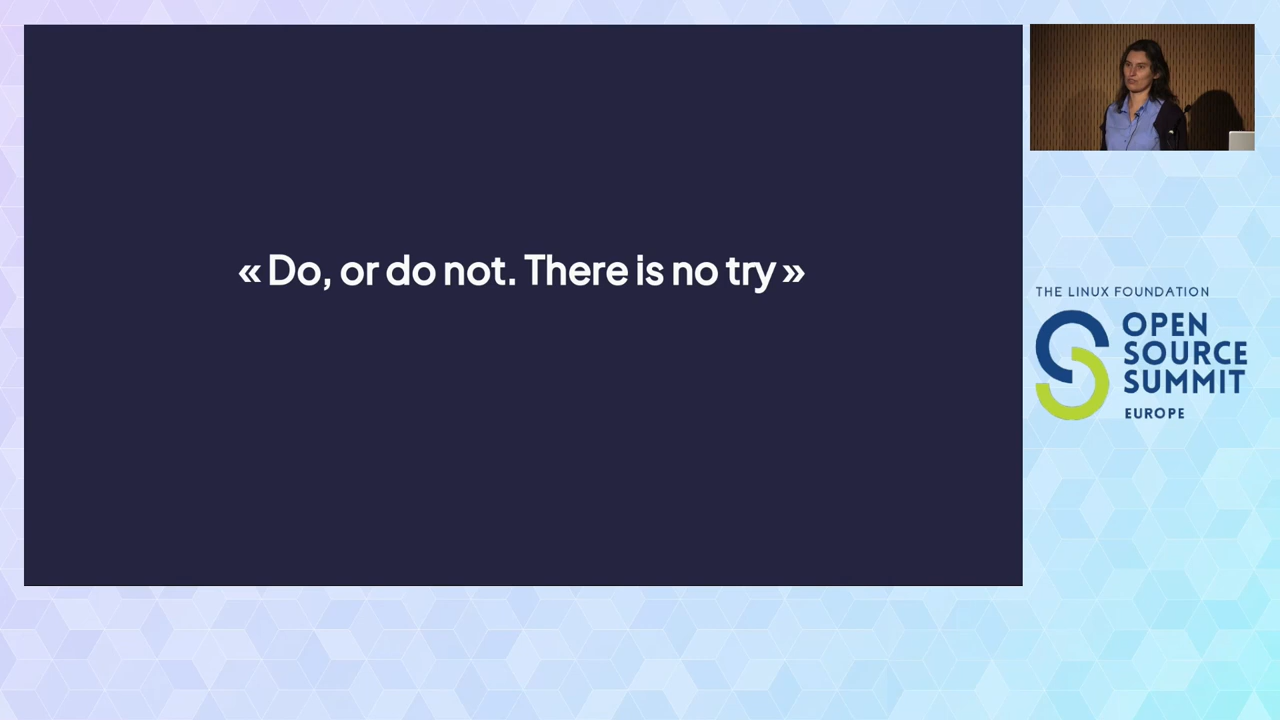 « Do, or do not. There is no try »
THE LINUX FOUNDATION
OPEN
SOURCE
SUMMIT
EUROPE